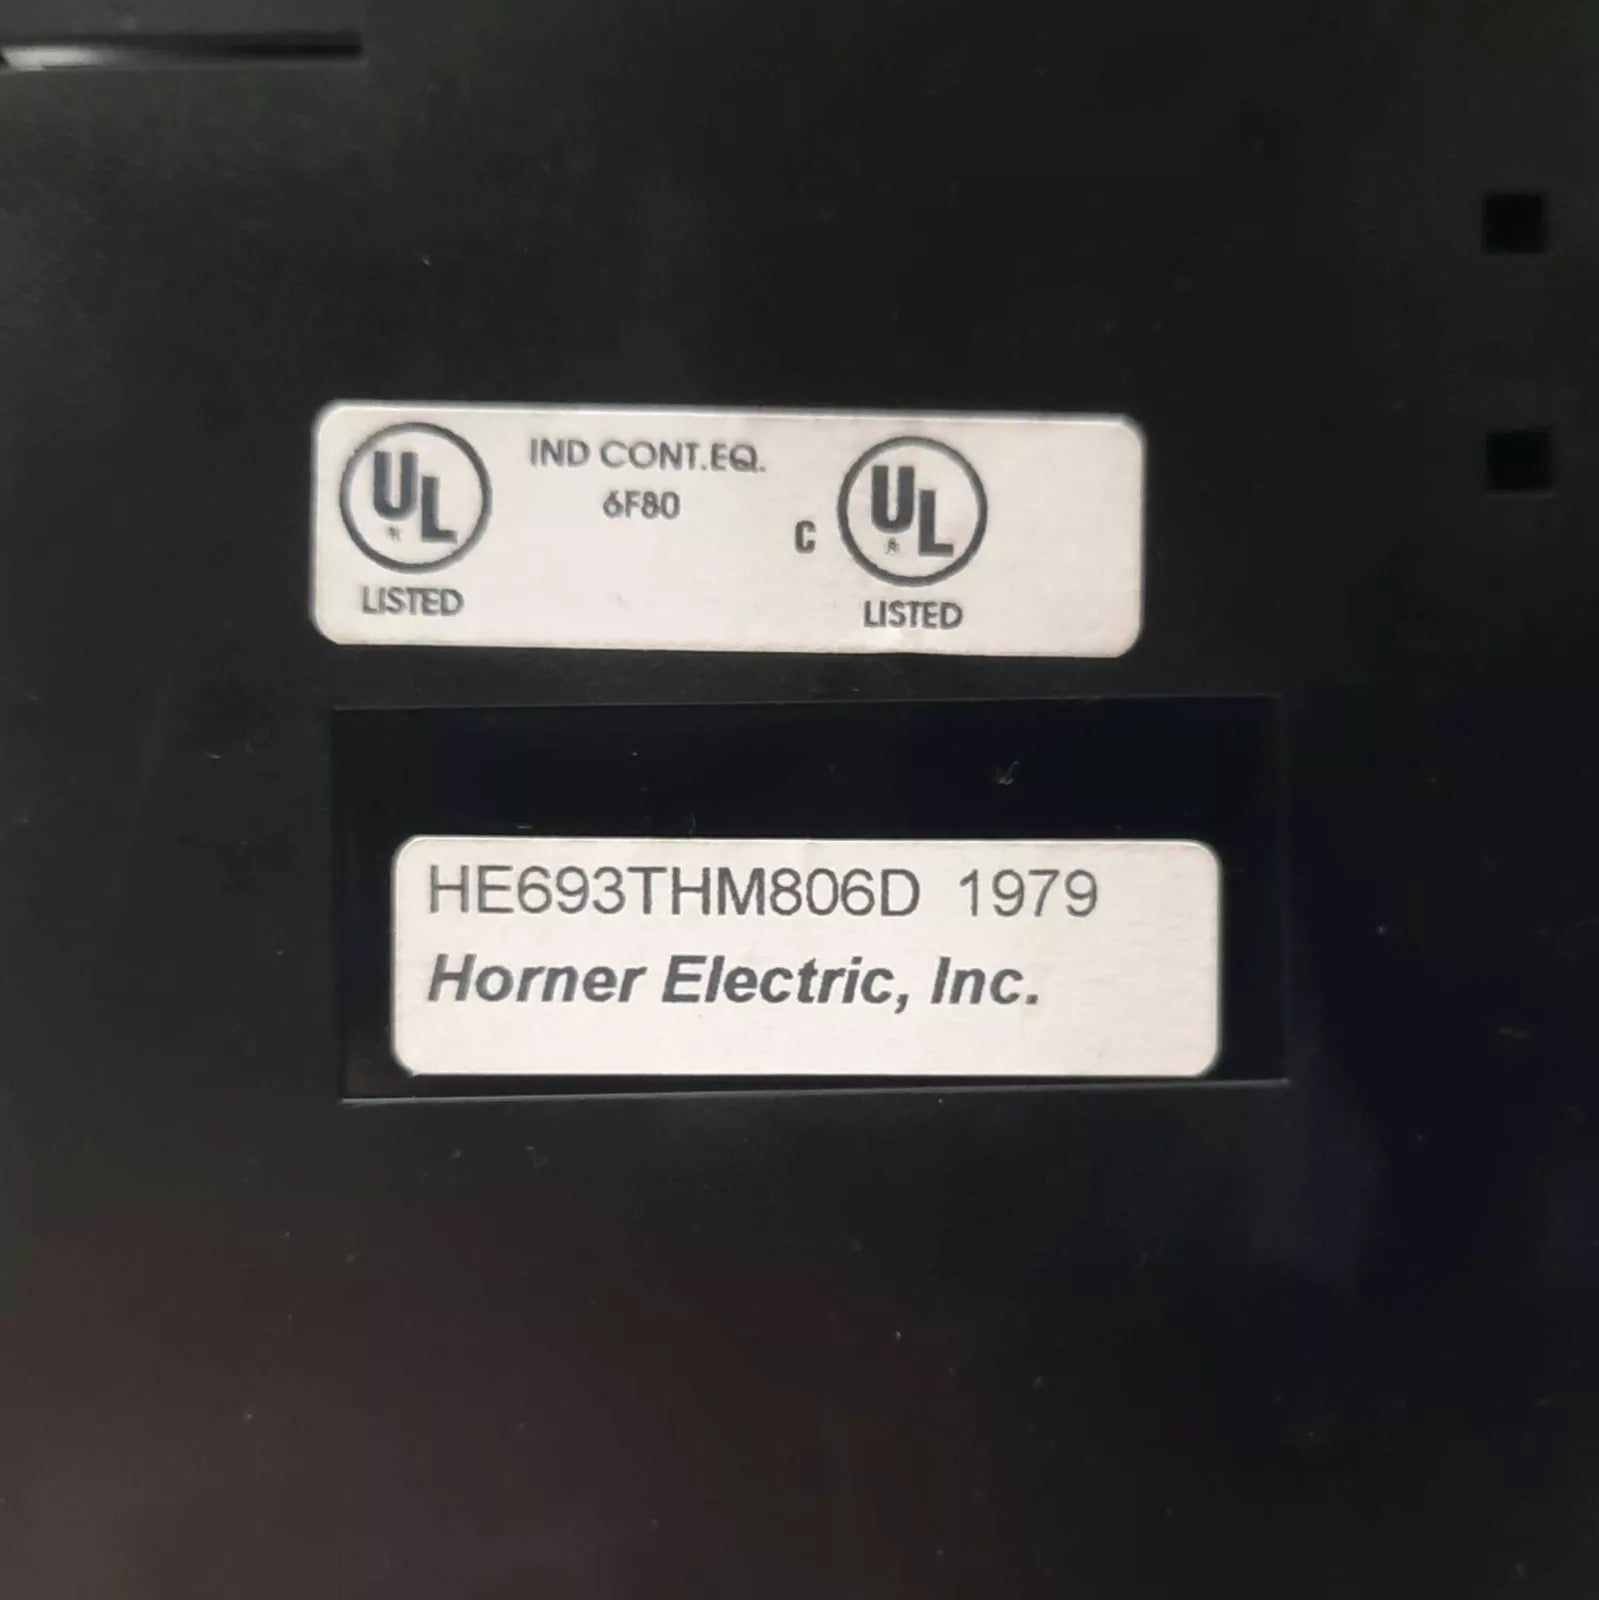 UL
LISTED
IND CONT.EQ.
6F80
C UL
LISTED
HE693THM806D 1979
Horner Electric, Inc.